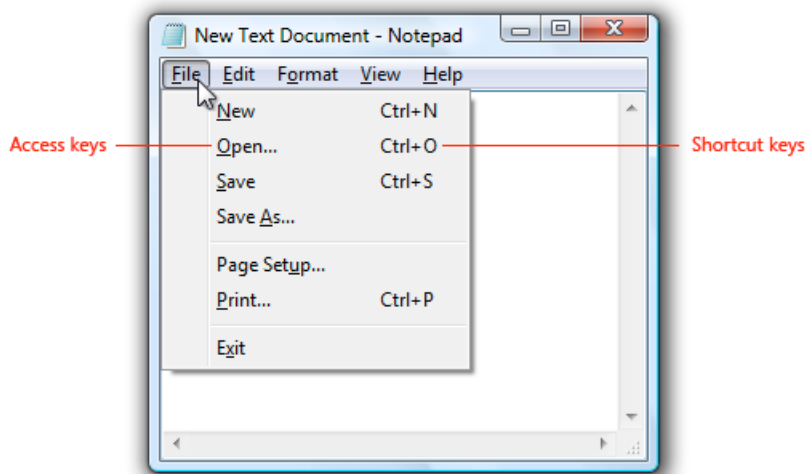 New Text Document - Notepad
File Edit Format View Help
New Ctrl+N
Access keys Open... Ctrl+O Shortcut keys
Save Ctrl+S
Save As...
Page Setup...
Print... Ctrl+P
Exit